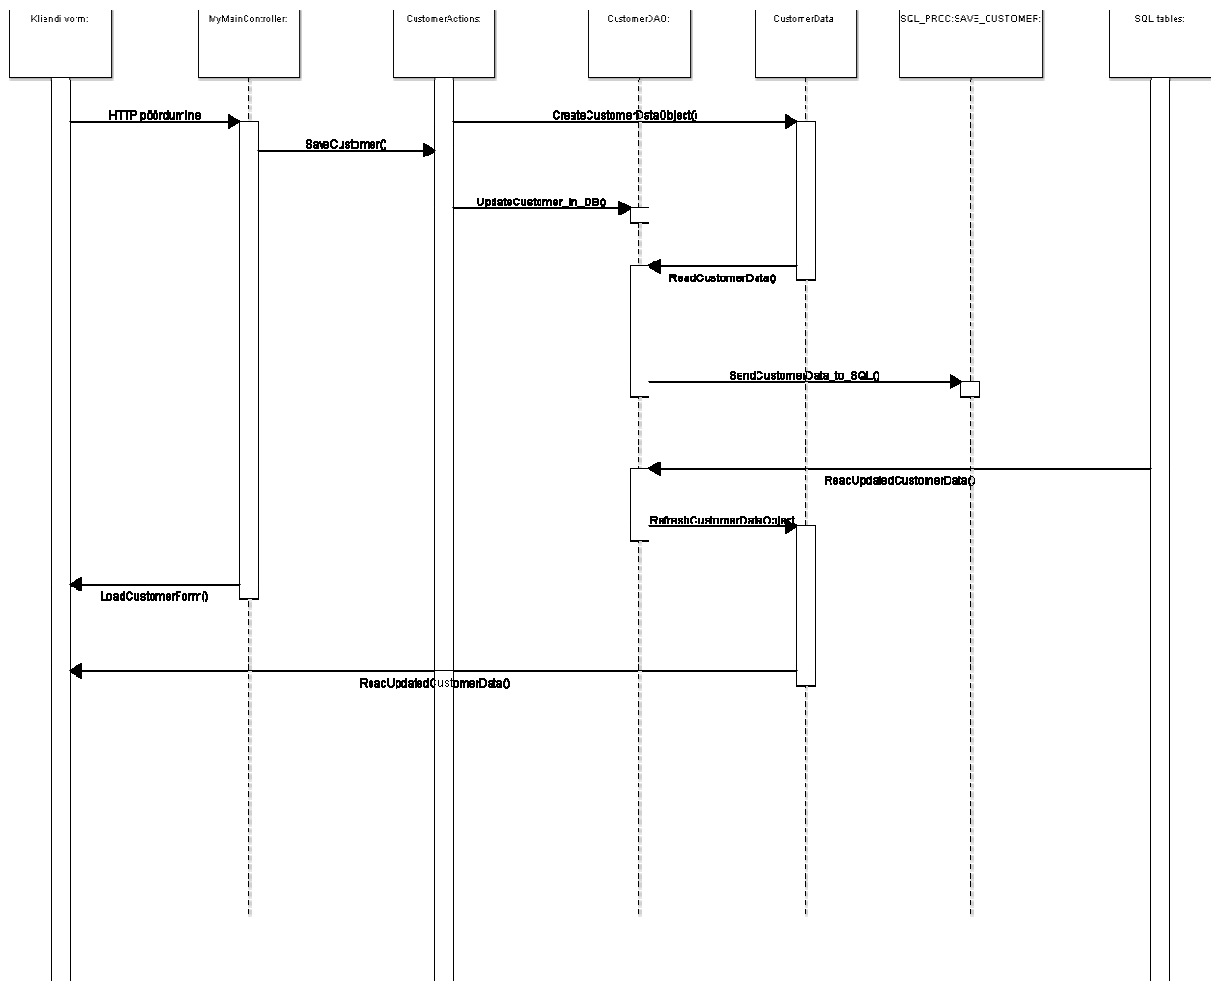 Kliendi vorm:
MyMainController:
CustomerActions:
CustomerDAO:
CustomerData
SQL_PROC:SAVE_CUSTOMER:
SQL tables:
HTTP pöördumine
CreateCustomerDataObject()
SaveCustomer()
UpdateCustomer_in_DB()
ReadCustomerData()
SendCustomerData_to_SQL()
ReadUpdatedCustomerData()
RefreshCustomerDataObject
LoadCustomerForm()
ReadUpdatedCustomerData()